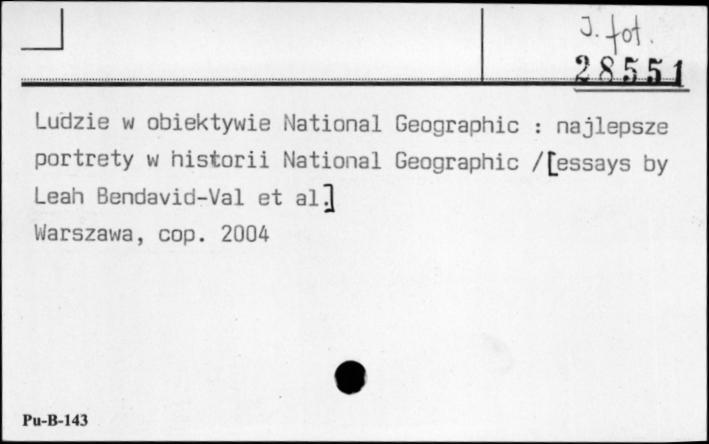 J. fot.
28551
Ludzie w obiektywie National Geographic : najlepsze
portrety w historii National Geographic /[essays by
Leah Bendavid-Val et al.]
Warszawa, cop. 2004
Pu-B-143